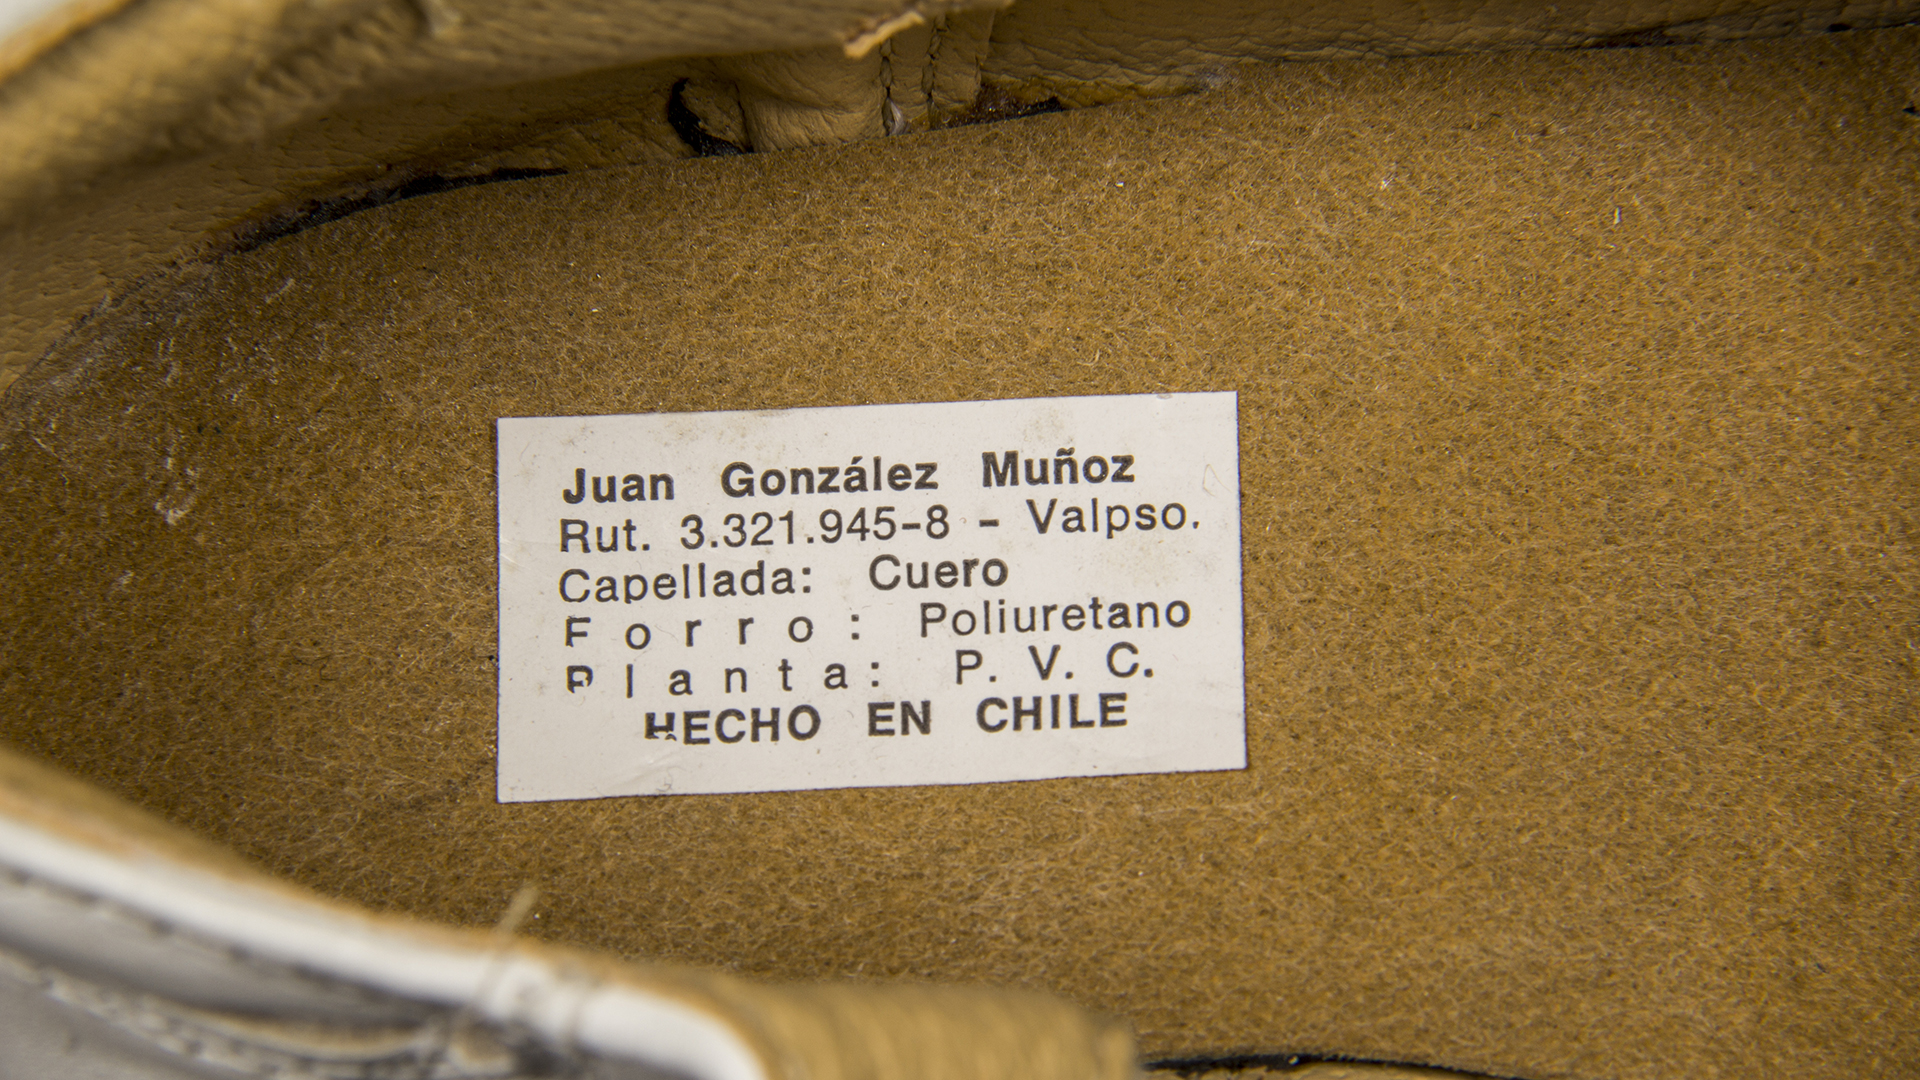 Juan González Muñoz
Rut. 3.321.945-8 - Valpso.
Capellada: Cuero
Forro: Poliuretano
Planta: P. V. C.
HECHO EN CHILE